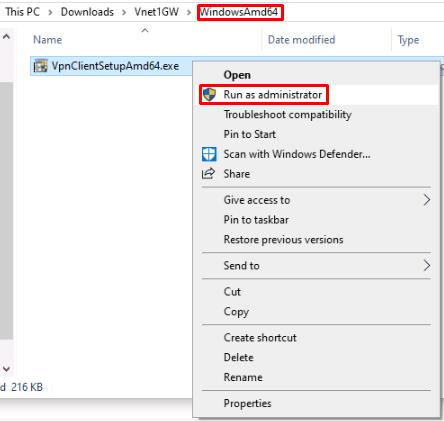 This PC > Downloads > Vnet1GW > WindowsAmd64
Name Date modified Type
VpnClientSetupAmd64.exe
Open
Run as administrator
Troubleshoot compatibility
Pin to Start
Scan with Windows Defender...
Share
Give access to
Pin to taskbar
Restore previous versions
Send to
Cut
Copy
Create shortcut
Delete
Rename
Properties
d 216 KB